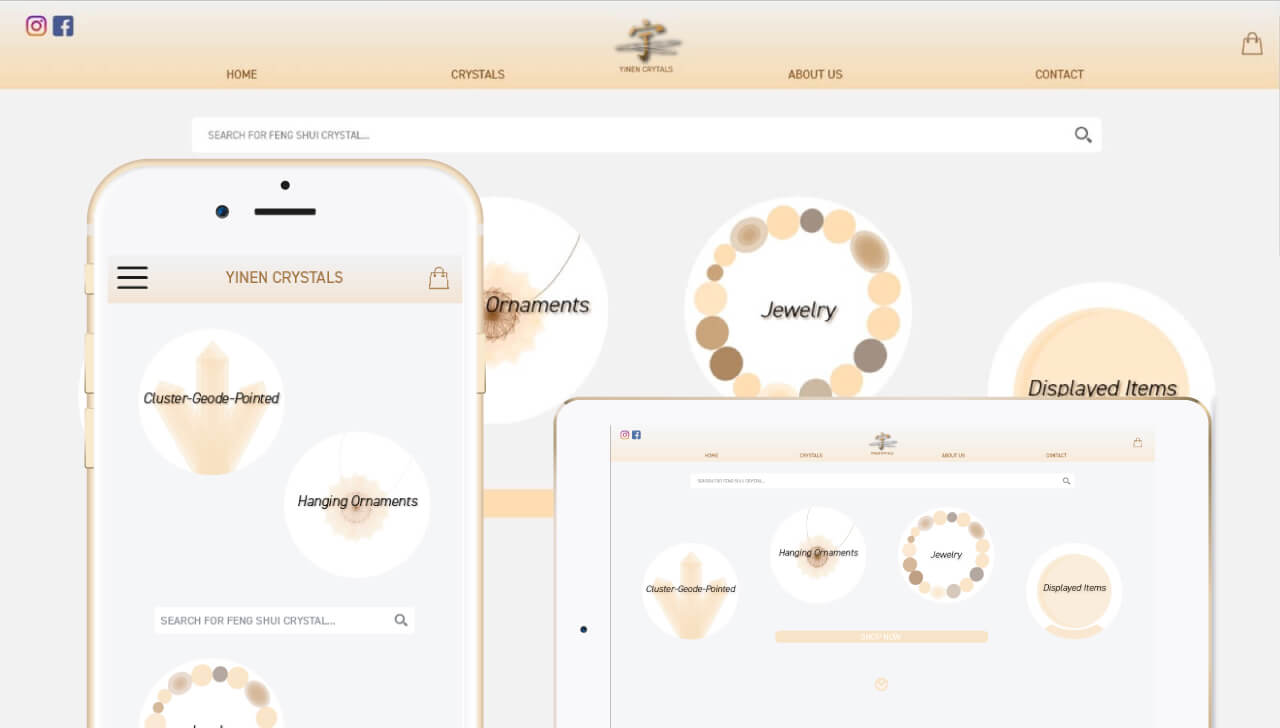 字
YINEN CRYTALS
HOME
CRYSTALS
ABOUT US
CONTACT
SEARCH FOR FENG SHUI CRYSTAL...
Ornaments
Jewelry
Displayed Items
YINEN CRYSTALS
Cluster-Geode-Pointed
Hanging Ornaments
SEARCH FOR FENG SHUI CRYSTAL...
HOME
CRYSTALS
ABOUT US
CONTACT
SEARCH FOR FENG SHUI CRYSTAL...
Cluster-Geode-Pointed
Hanging Ornaments
Jewelry
Displayed Items
SHOP NOW